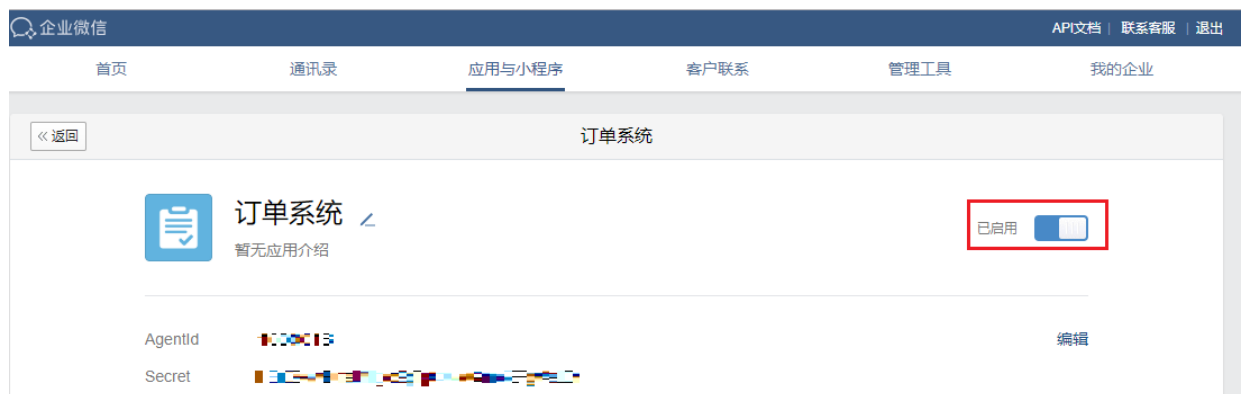 企业微信
API文档 | 联系客服 | 退出
首页 通讯录 应用与小程序 客户联系 管理工具 我的企业
返回 订单系统
订单系统
已启用
暂无应用介绍
AgentId
编辑
Secret